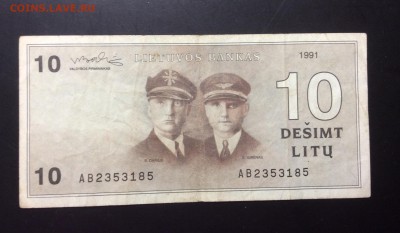 COINS.LAVE.RU
10
LIETUVOS BANKAS
1991
10
DEŠIMT
LITŲ
10
AB2353185
AB2353185